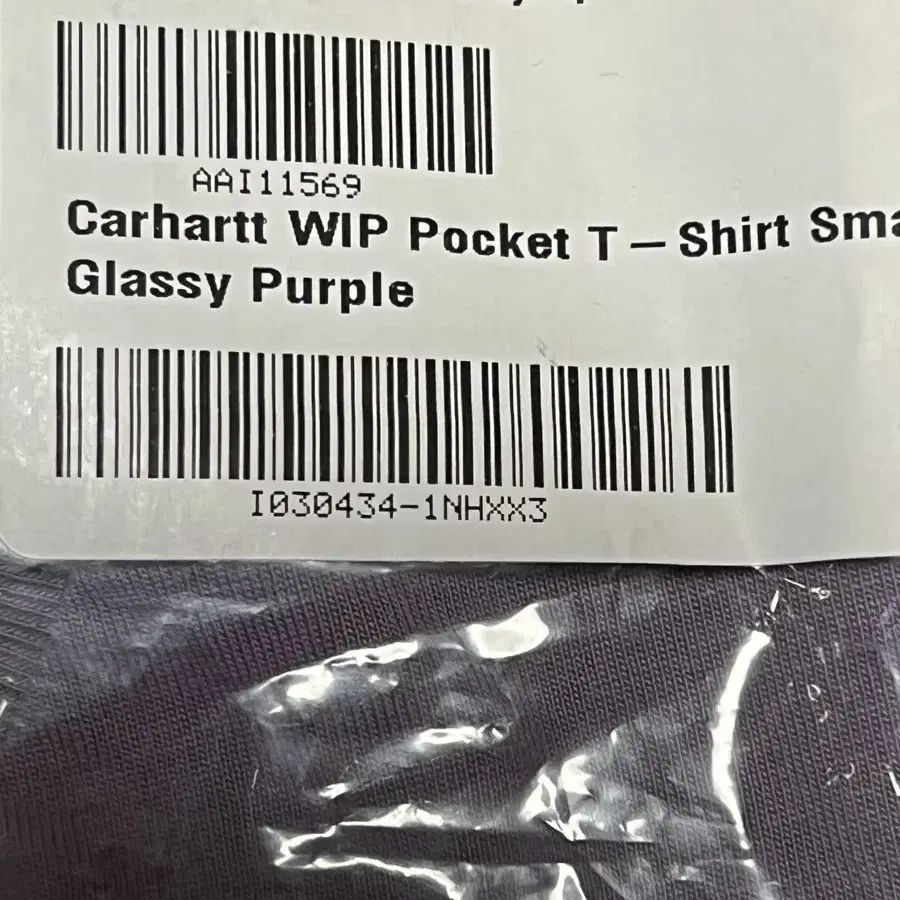 AAI11569
Carhartt WIP Pocket T – Shirt Sma
Glassy Purple
I030434-1NHXX3